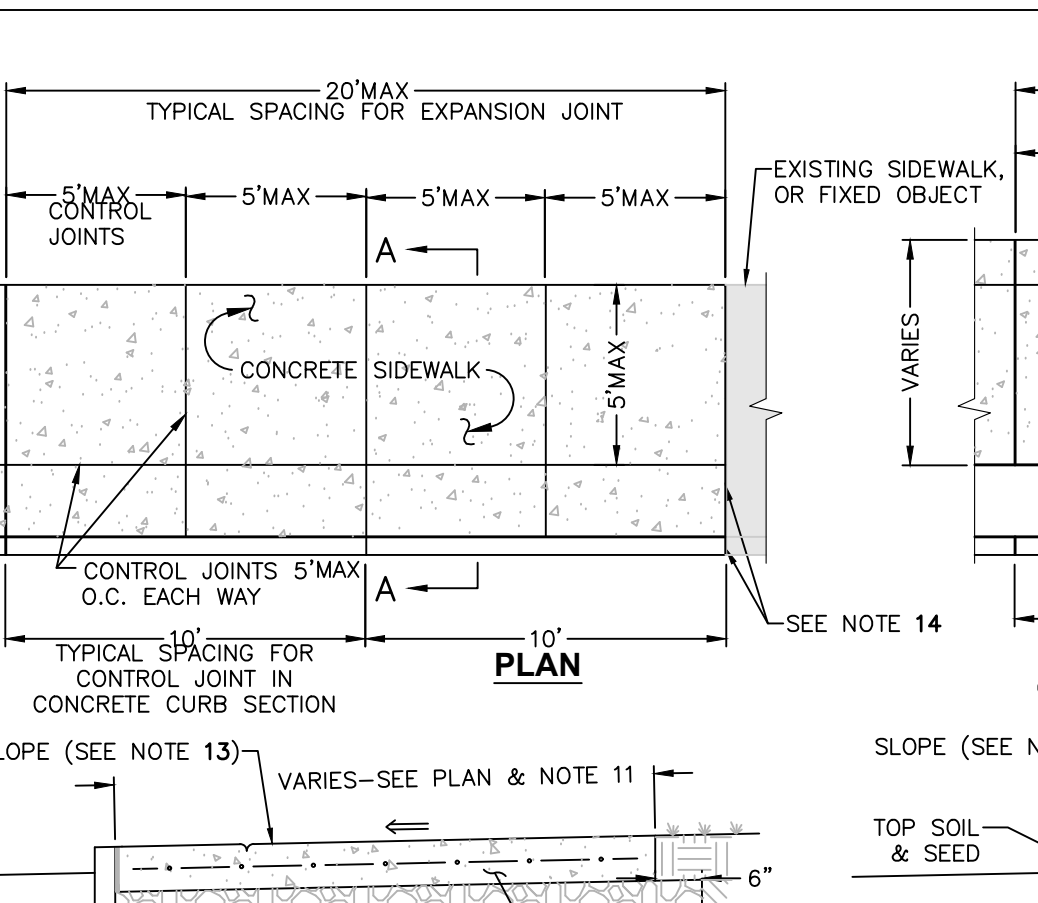 20'MAX
TYPICAL SPACING FOR EXPANSION JOINT
5'MAX
5'MAX
5'MAX
5'MAX
CONTROL
JOINTS
EXISTING SIDEWALK,
OR FIXED OBJECT
A
VARIES
CONCRETE SIDEWALK
5'MAX
CONTROL JOINTS 5'MAX
O.C. EACH WAY
A
SEE NOTE 14
10'
10'
TYPICAL SPACING FOR
CONTROL JOINT IN
CONCRETE CURB SECTION
PLAN
LOPE (SEE NOTE 13)
VARIES-SEE PLAN & NOTE 11
SLOPE (SEE N
TOP SOIL
& SEED
6"